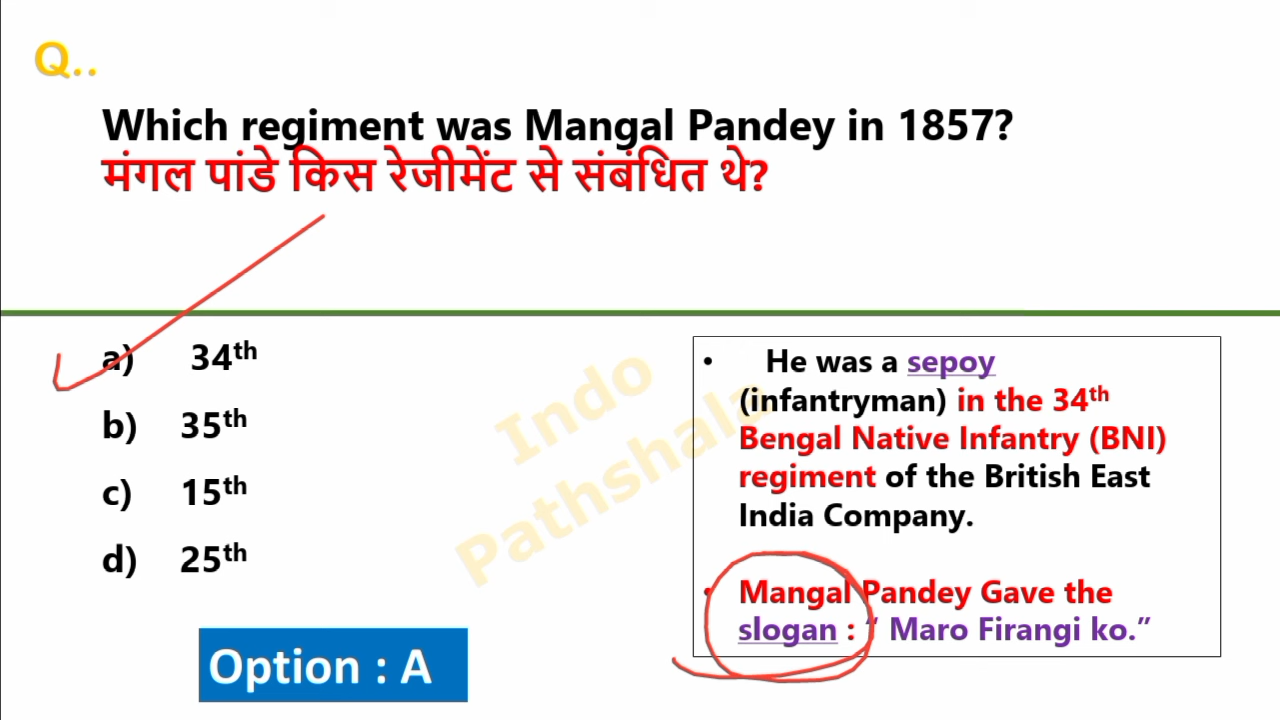 Q..
Which regiment was Mangal Pandey in 1857?
मंगल पांडे किस रेजीमेंट से संबंधित थे?
a) 34th
b) 35th
c) 15th
d) 25th
Option : A
Indo
Pathshala
• He was a sepoy
(infantryman) in the 34th
Bengal Native Infantry (BNI)
regiment of the British East
India Company.
• Mangal Pandey Gave the
slogan : “ Maro Firangi ko.”